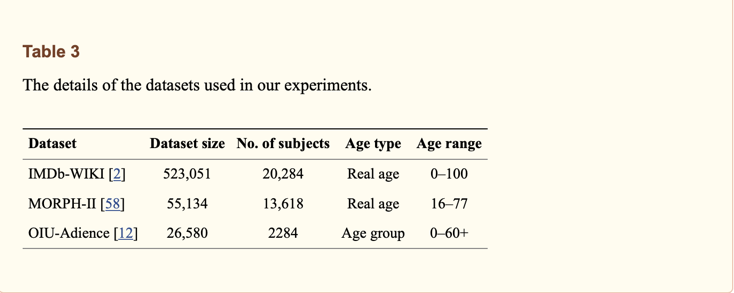 Table 3
The details of the datasets used in our experiments.
Dataset Dataset size No. of subjects Age type Age range
IMDb-WIKI [2] 523,051 20,284 Real age 0–100
MORPH-II [58] 55,134 13,618 Real age 16–77
OIU-Adience [12] 26,580 2284 Age group 0–60+